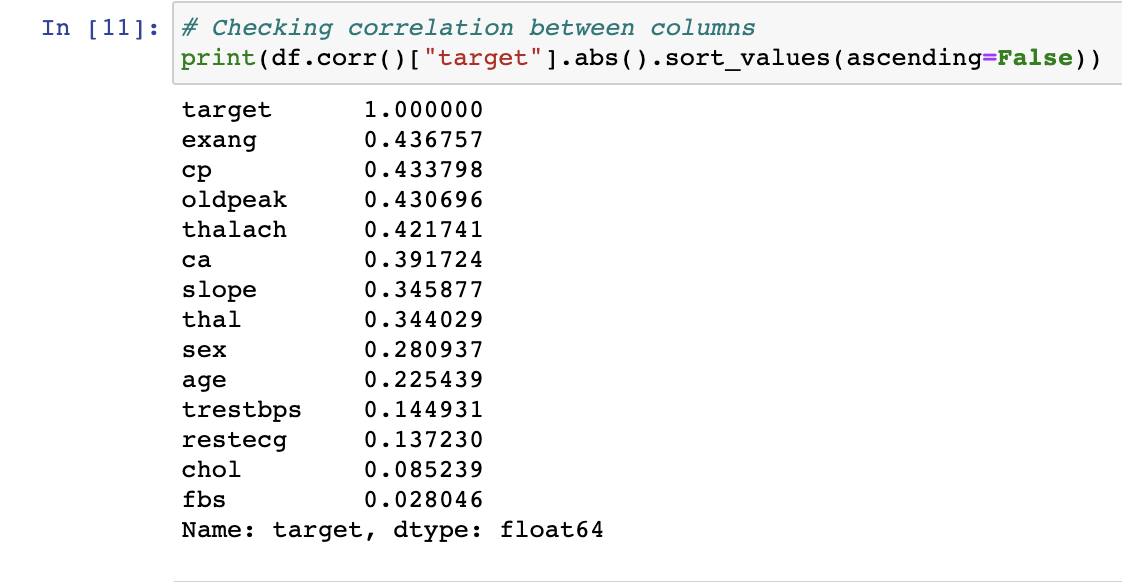 In [11]: # Checking correlation between columns
print(df.corr()["target"].abs().sort_values(ascending=False))
target 1.000000
exang 0.436757
cp 0.433798
oldpeak 0.430696
thalach 0.421741
ca 0.391724
slope 0.345877
thal 0.344029
sex 0.280937
age 0.225439
trestbps 0.144931
restecg 0.137230
chol 0.085239
fbs 0.028046
Name: target, dtype: float64